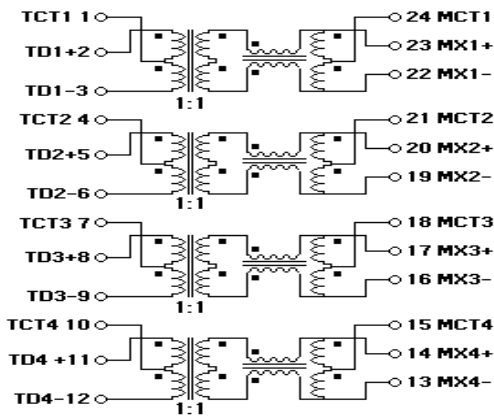 TCT1 1 24 MCT1
TD1+2 23 MX1+
TD1-3 22 MX1-
1:1
TCT2 4 21 MCT2
TD2+5 20 MX2+
TD2-6 19 MX2-
1:1
TCT3 7 18 MCT3
TD3+8 17 MX3+
TD3-9 16 MX3-
1:1
TCT4 10 15 MCT4
TD4 +11 14 MX4+
TD4-12 13 MX4-
1:1